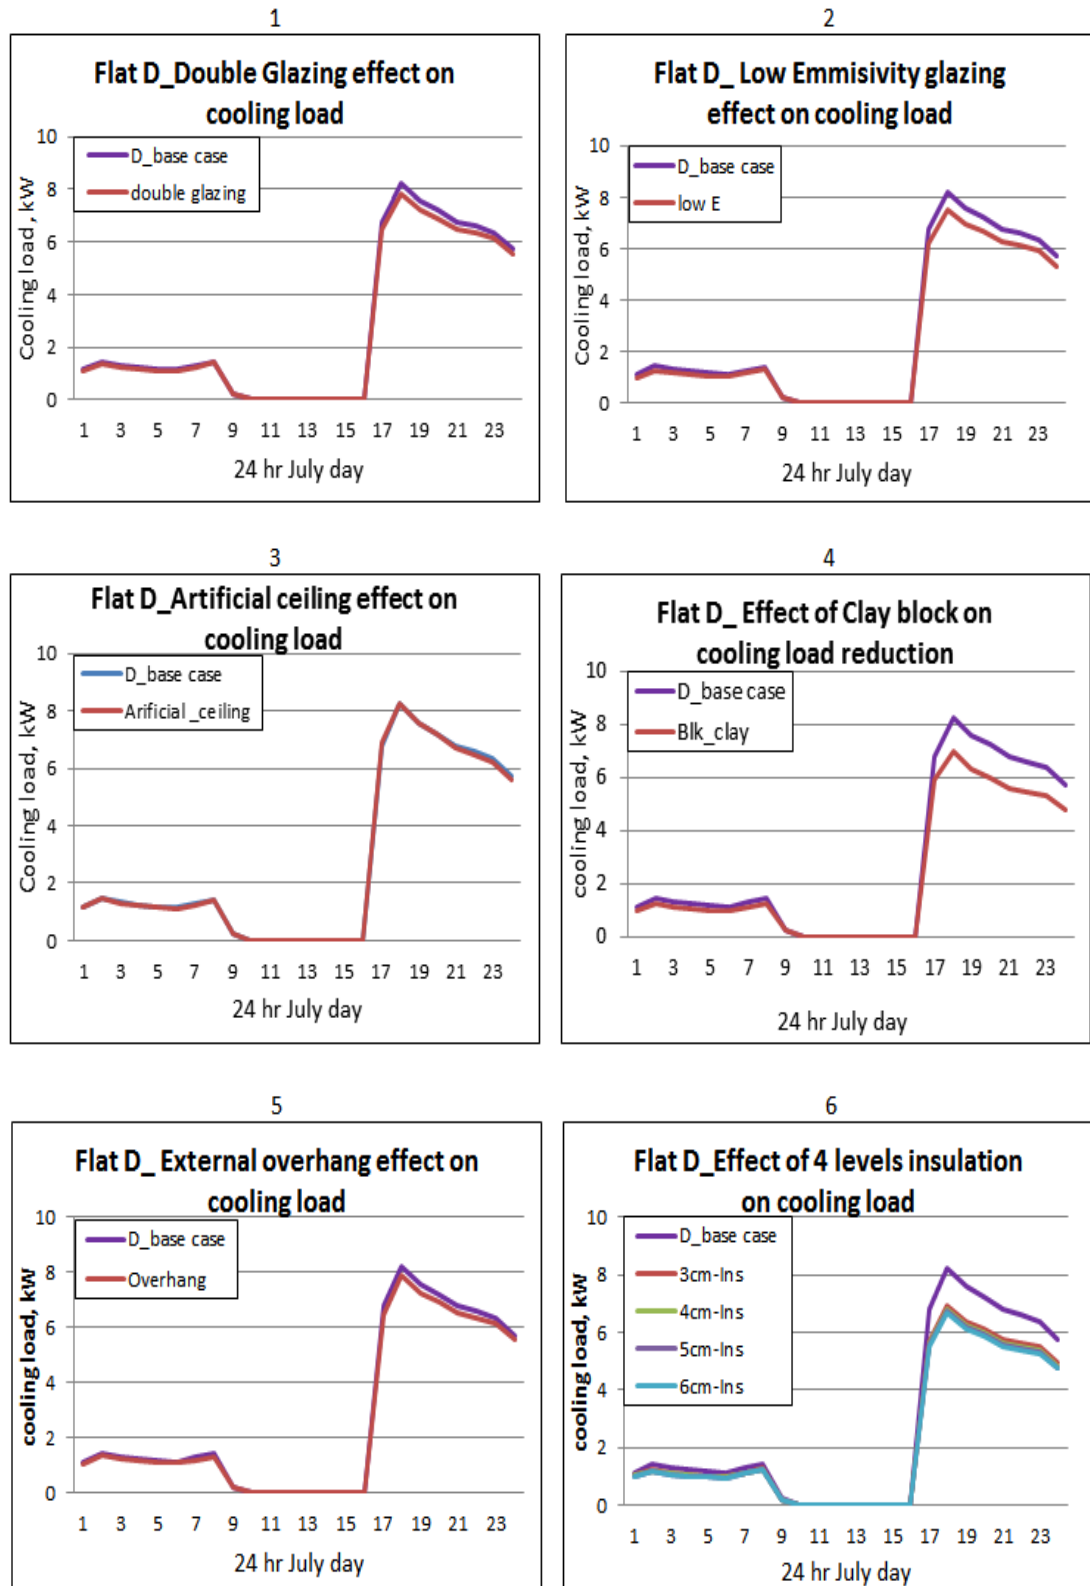 1
Flat D_Double Glazing effect on
cooling load
10
8
6
4
2
0
Cooling load, kW
D_base case
double glazing
1 3 5 7 9 11 13 15 17 19 21 23
24 hr July day
2
Flat D_ Low Emmisivity glazing
effect on cooling load
10
8
6
4
2
0
Cooling load, kW
D_base case
low E
1 3 5 7 9 11 13 15 17 19 21 23
24 hr July day
3
Flat D_Artificial ceiling effect on
cooling load
10
8
6
4
2
0
Cooling load, kW
D_base case
Arificial _ceiling
1 3 5 7 9 11 13 15 17 19 21 23
24 hr July day
4
Flat D_ Effect of Clay block on
cooling load reduction
10
8
6
4
2
0
cooling load, kW
D_base case
Blk_clay
1 3 5 7 9 11 13 15 17 19 21 23
24 hr July day
5
Flat D_ External overhang effect on
cooling load
10
8
6
4
2
0
cooling load, kW
D_base case
Overhang
1 3 5 7 9 11 13 15 17 19 21 23
24 hr July day
6
Flat D_Effect of 4 levels insulation
on cooling load
10
8
6
4
2
0
cooling load, kW
D_base case
3cm-Ins
4cm-Ins
5cm-Ins
6cm-Ins
1 3 5 7 9 11 13 15 17 19 21 23
24 hr July day